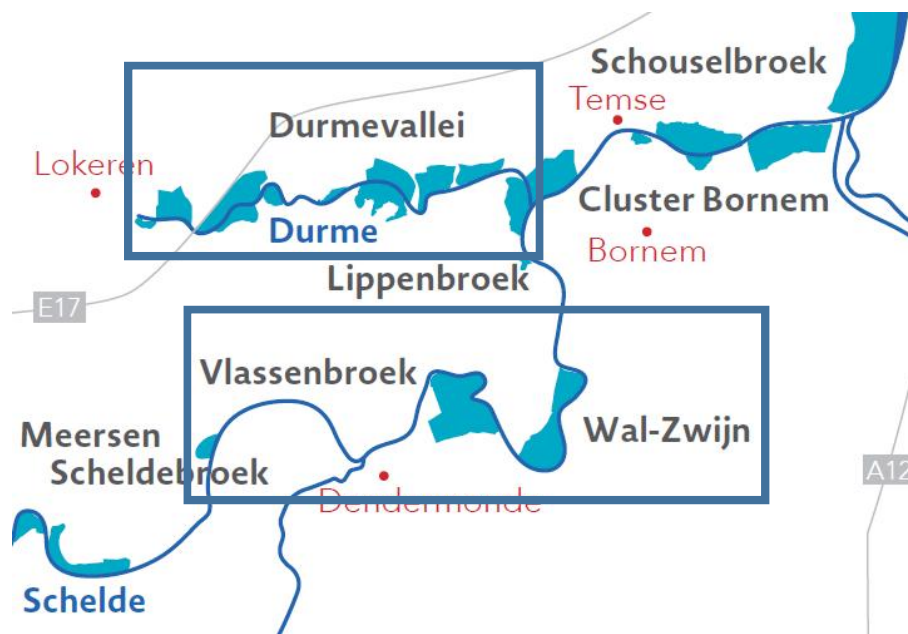 Schouselbroek
Temse
Durmevallei
Lokeren
Cluster Bornem
Durme
Bornem
Lippenbroek
E17
Vlassenbroek
Meersen
Wal-Zwijn
Scheldebroek
A12
Dendermonde
Schelde